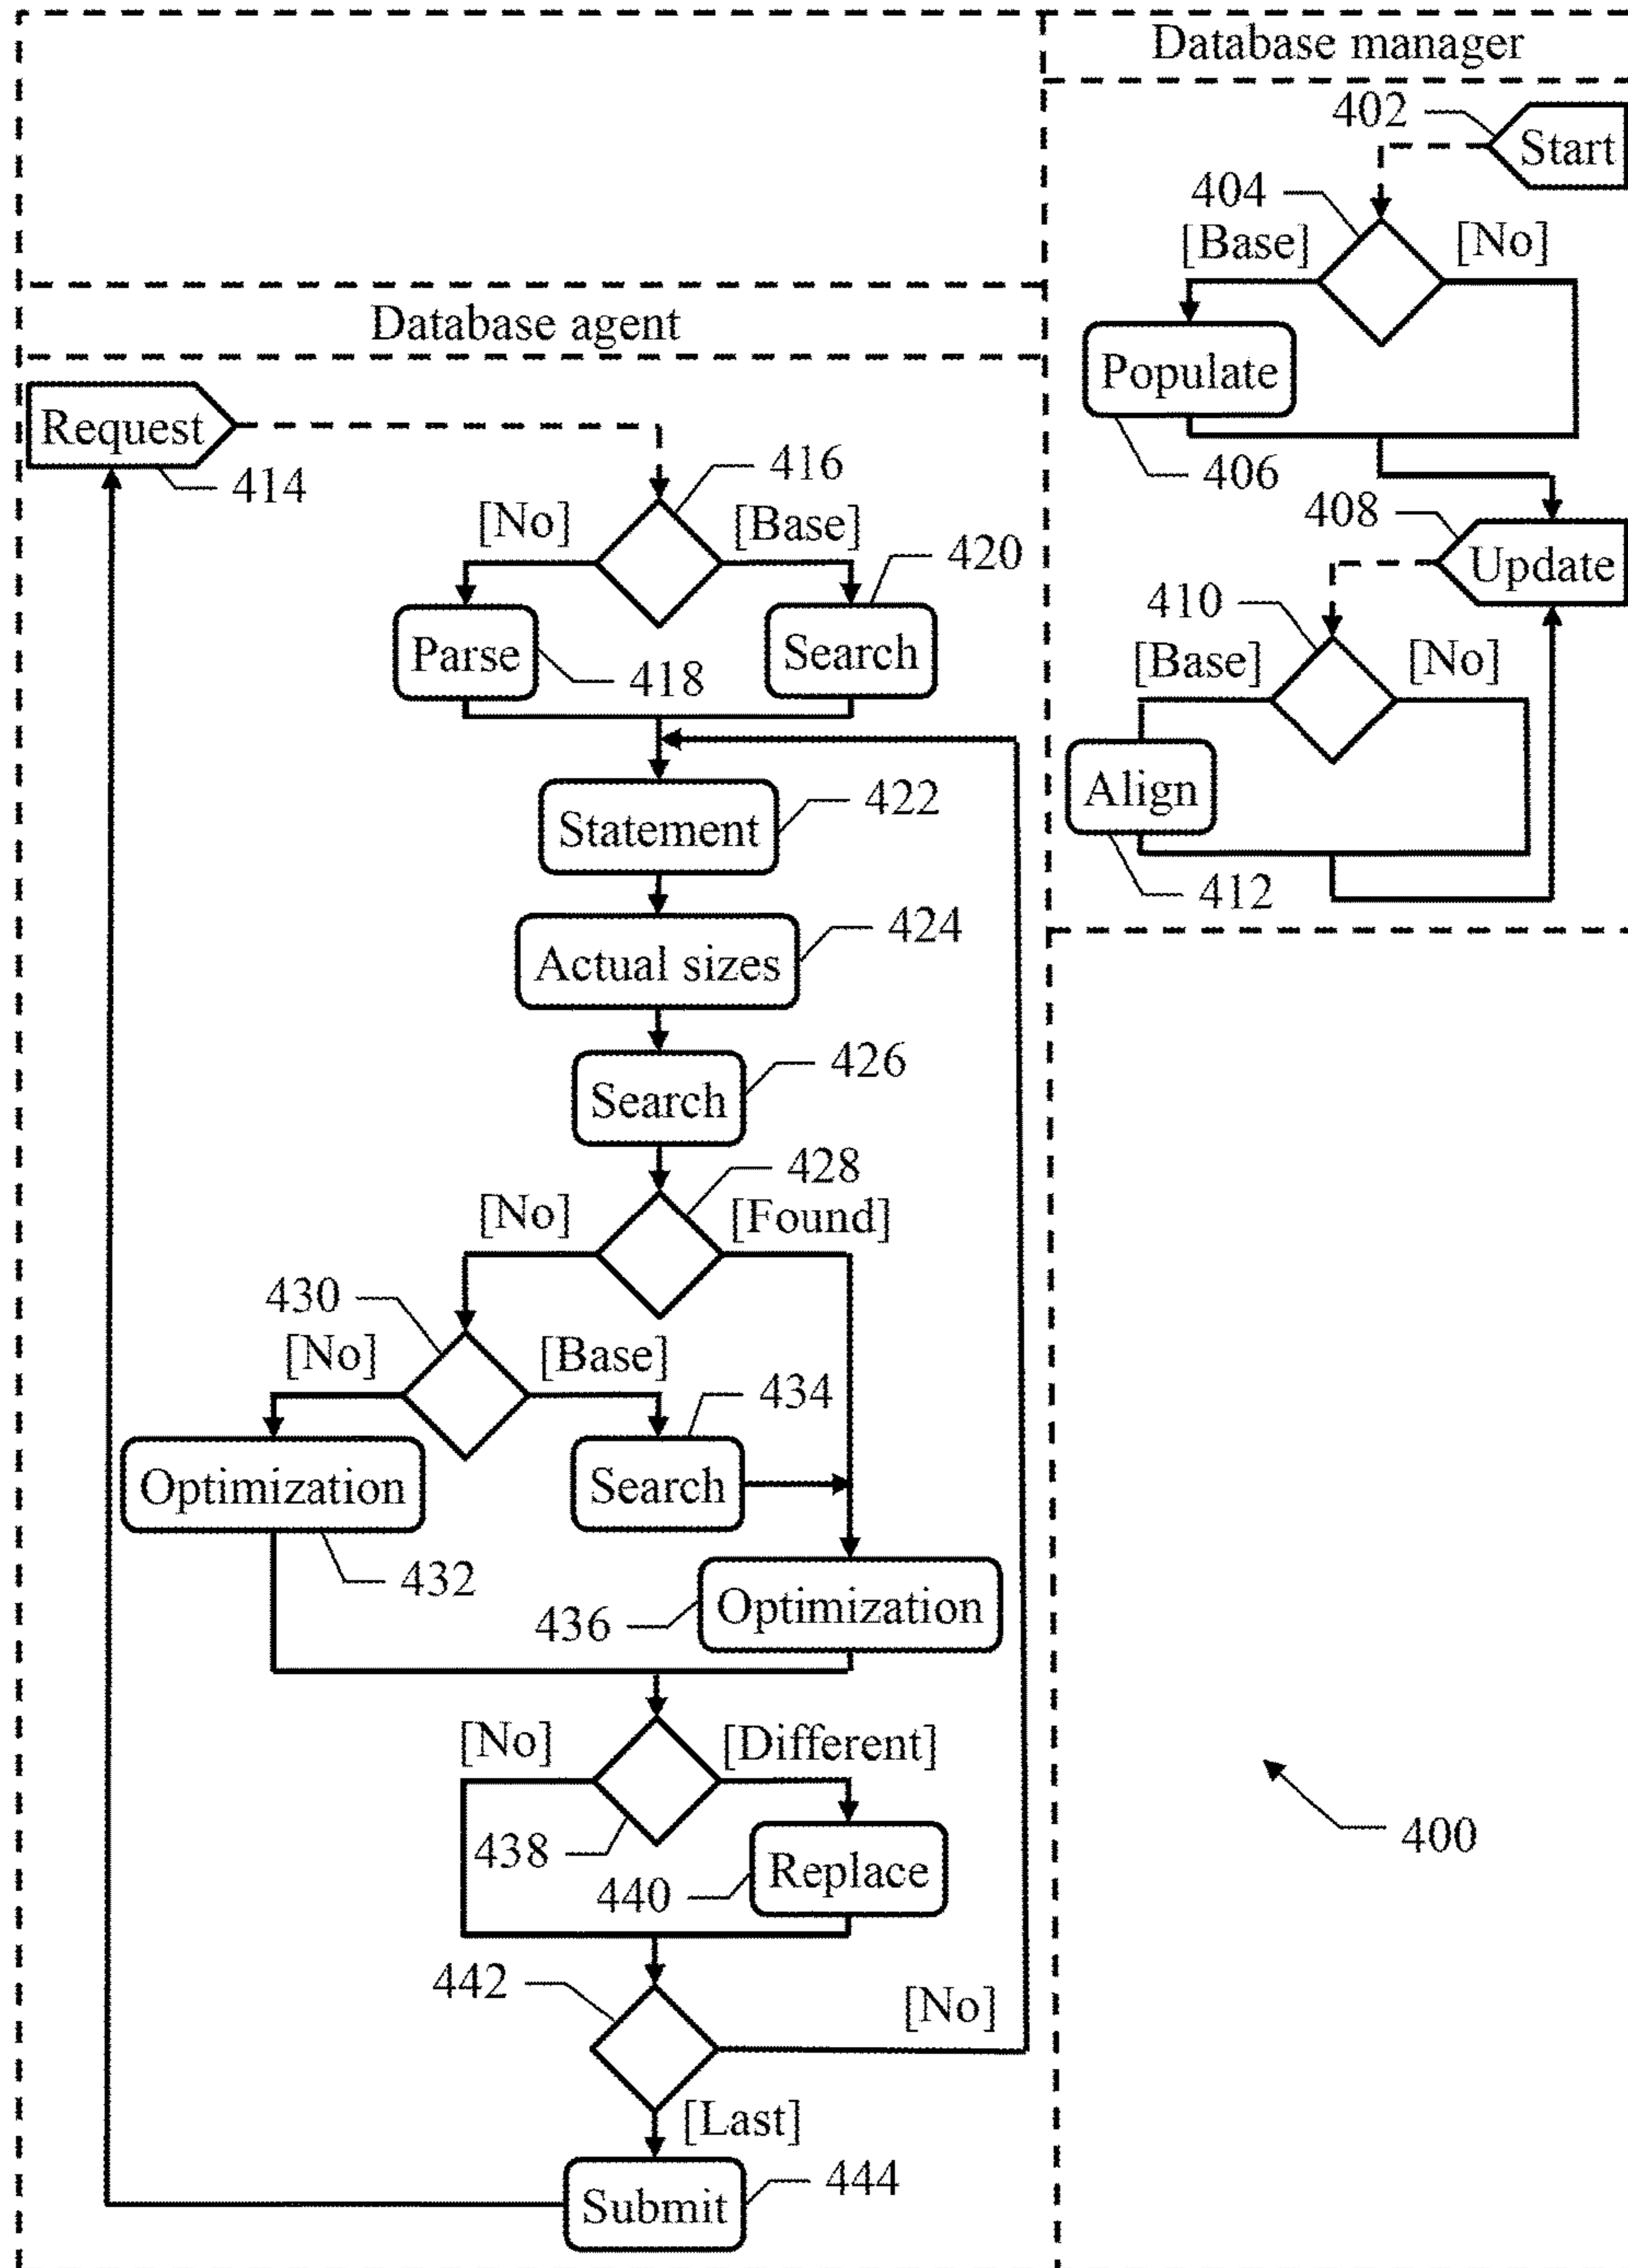 Database manager
402
Start
404
[Base]
[No]
Populate
406
408
Update
410
[Base]
[No]
Align
412
Database agent
Request
414
416
[No]
[Base]
420
Parse
418
Search
422
Statement
424
Actual sizes
426
Search
428
[No]
[Found]
430
[No]
[Base]
434
Optimization
Search
432
436
Optimization
[No]
[Different]
438
440
Replace
442
[No]
[Last]
444
Submit
400